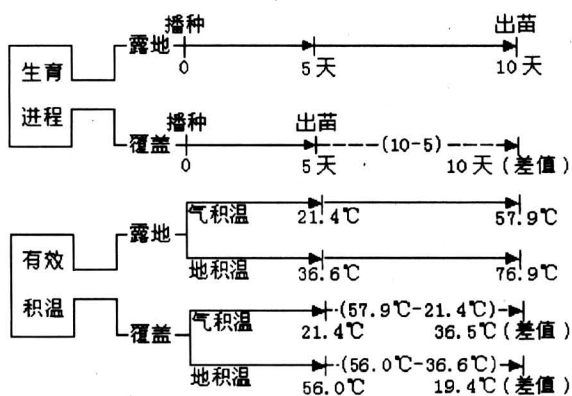 播种 出苗
露地
0 5天 10天
生育
进程
播种 出苗
覆盖 (10-5)
0 5天 10天(差值)
气积温 21.4℃ 57.9℃
露地
有效
积温
地积温 36.6℃ 76.9℃
(57.9℃-21.4℃)
气积温 21.4℃ 36.5℃(差值)
覆盖
(56.0℃-36.6℃)
地积温 56.0℃ 19.4℃(差值)